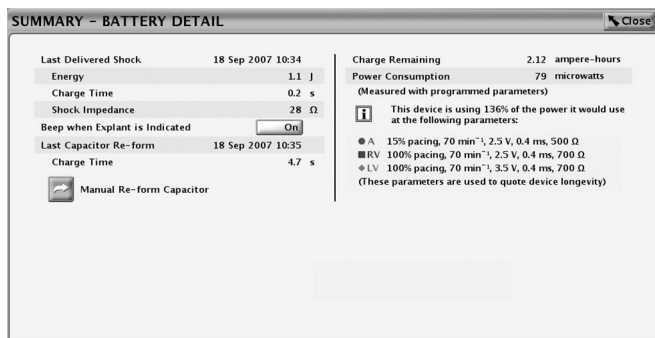 SUMMARY – BATTERY DETAIL
Close
Last Delivered Shock 18 Sep 2007 10:34
Energy 1.1 J
Charge Time 0.2 s
Shock Impedance 28 Ω
Beep when Explant is Indicated On
Last Capacitor Re-form 18 Sep 2007 10:35
Charge Time 4.7 s
Manual Re-form Capacitor
Charge Remaining 2.12 ampere-hours
Power Consumption 79 microwatts
(Measured with programmed parameters)
i This device is using 136% of the power it would use
at the following parameters:
A 15% pacing, 70 min⁻¹, 2.5 V, 0.4 ms, 500 Ω
RV 100% pacing, 70 min⁻¹, 2.5 V, 0.4 ms, 700 Ω
LV 100% pacing, 70 min⁻¹, 3.5 V, 0.4 ms, 700 Ω
(These parameters are used to quote device longevity)